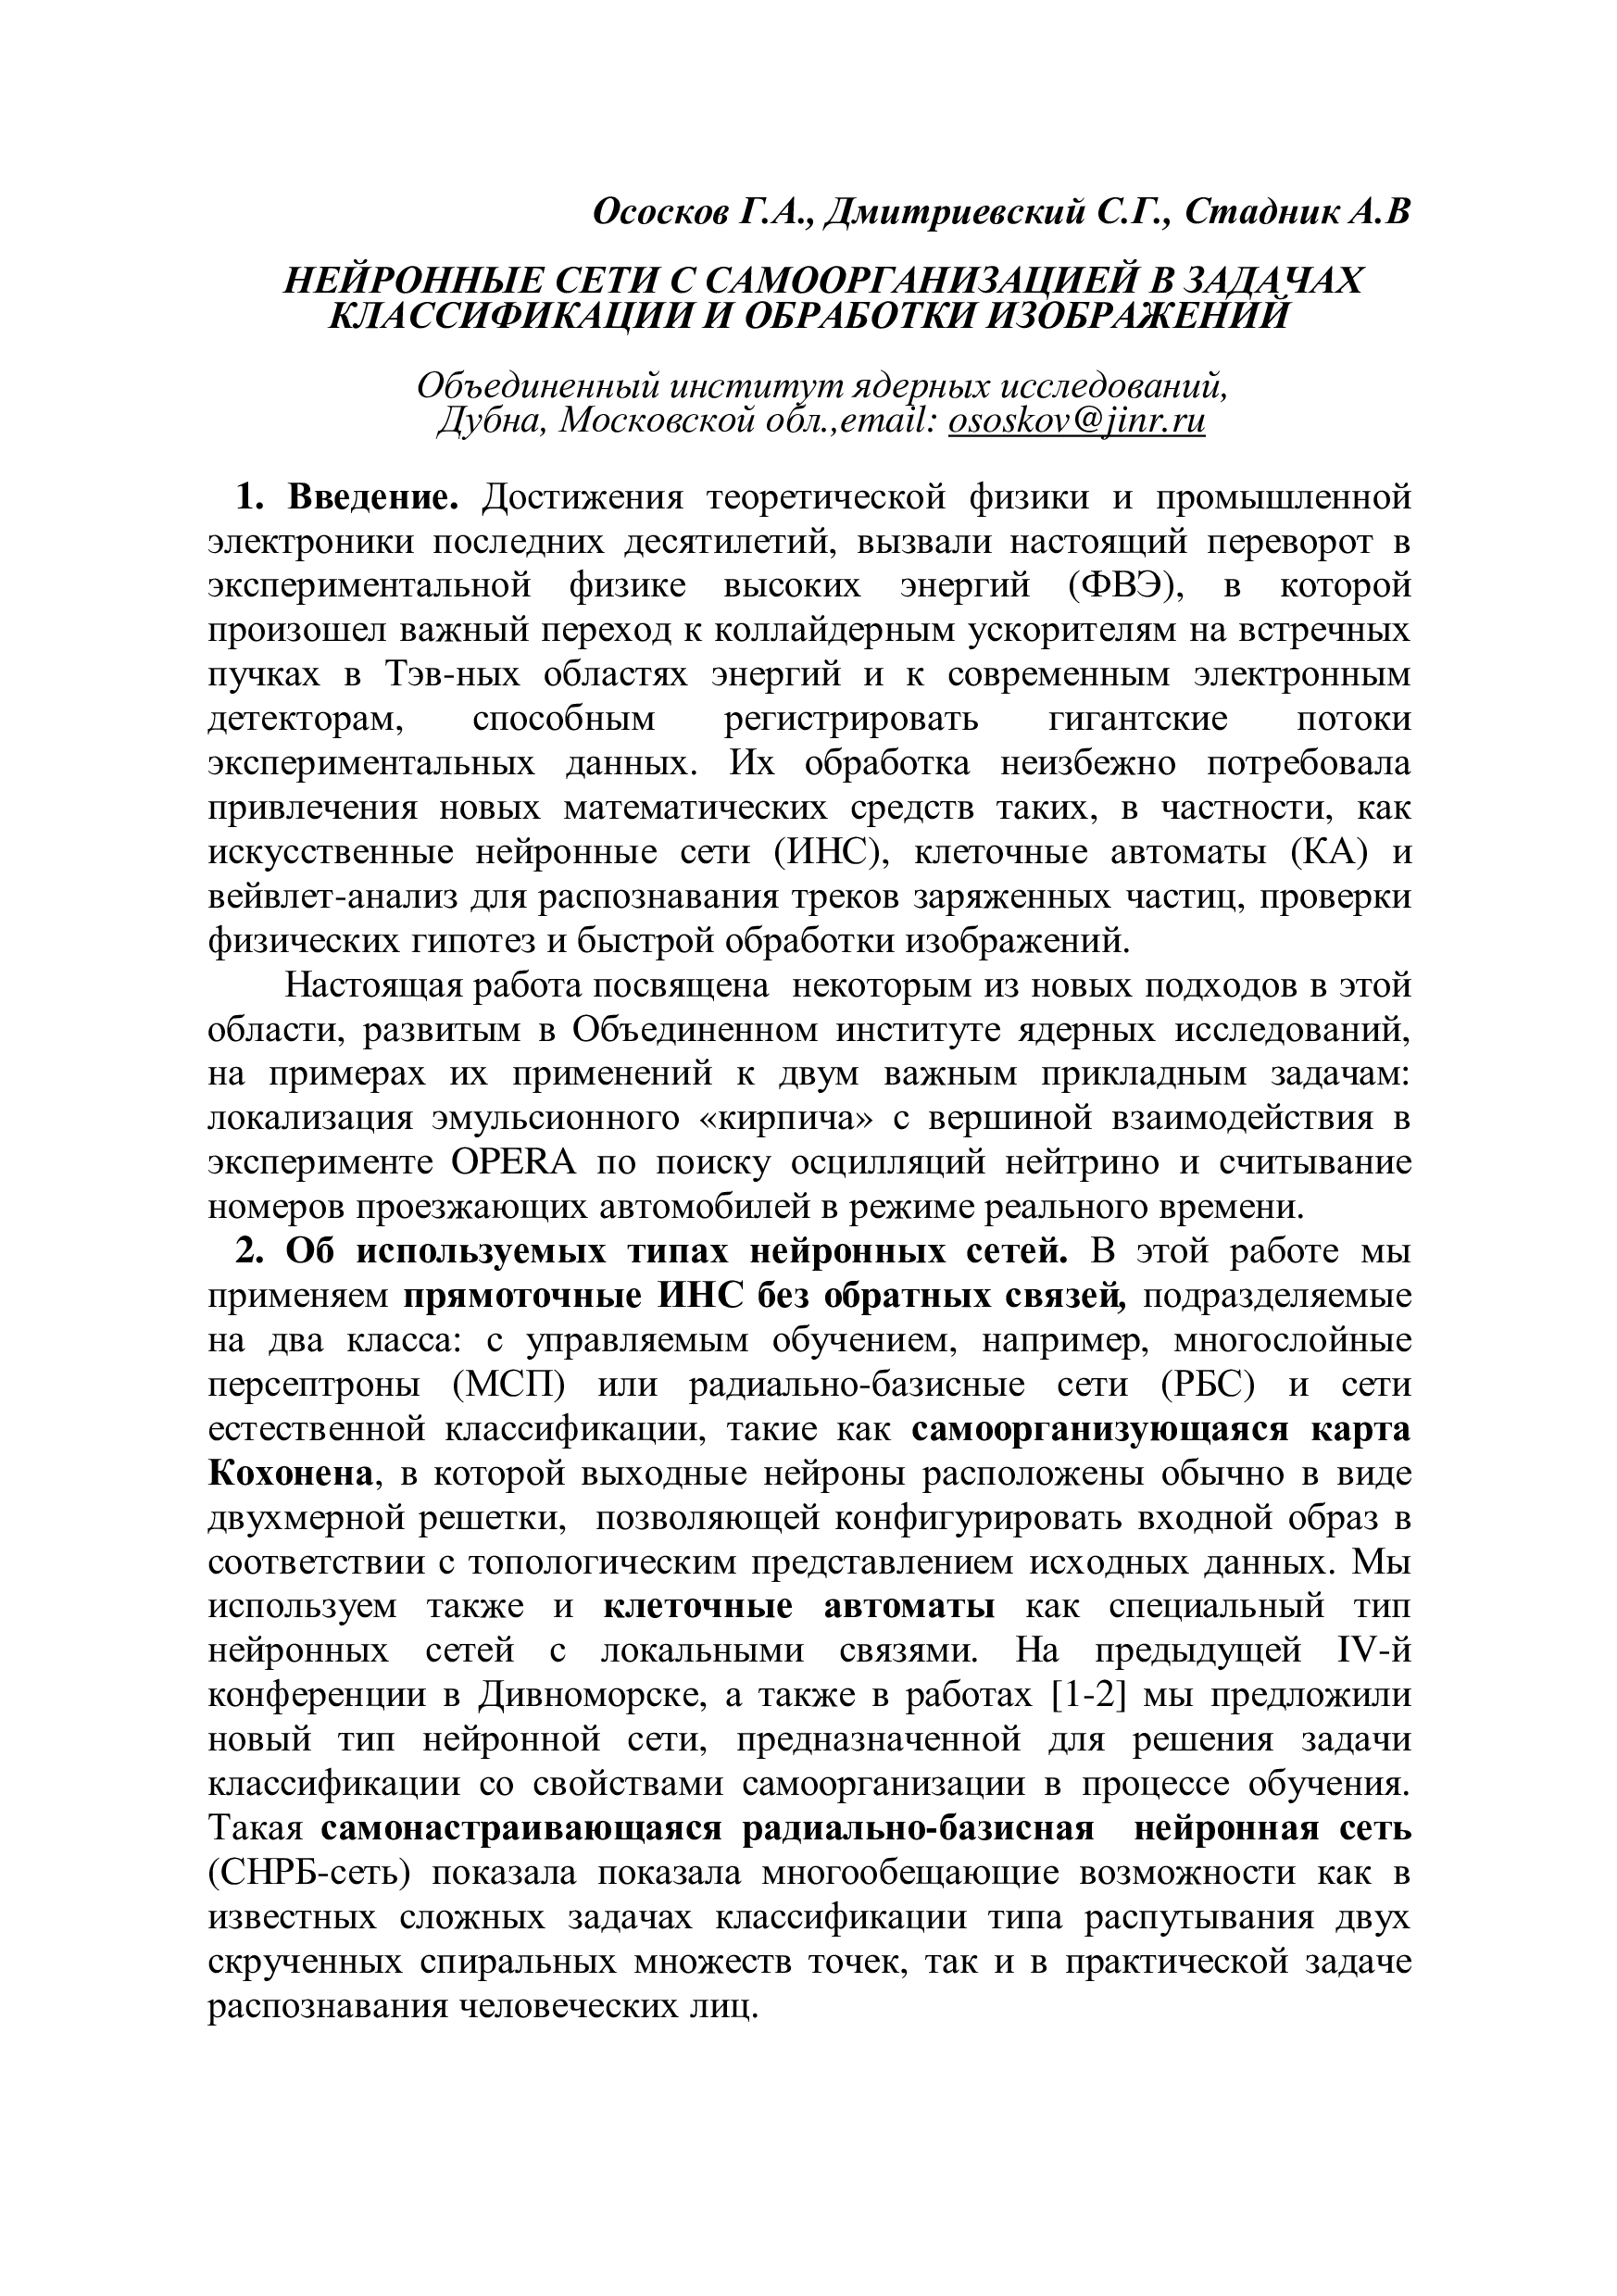 Ососков Г.А., Дмитриевский С.Г., Стадник А.В
НЕЙРОННЫЕ СЕТИ С САМООРГАНИЗАЦИЕЙ В ЗАДАЧАХ
КЛАССИФИКАЦИИ И ОБРАБОТКИ ИЗОБРАЖЕНИЙ
Объединенный институт ядерных исследований,
Дубна, Московской обл.,email: ososkov@jinr.ru
1. Введение. Достижения теоретической физики и промышленной
электроники последних десятилетий, вызвали настоящий переворот в
экспериментальной физике высоких энергий (ФВЭ), в которой
произошел важный переход к коллайдерным ускорителям на встречных
пучках в Тэв-ных областях энергий и к современным электронным
детекторам, способным регистрировать гигантские потоки
экспериментальных данных. Их обработка неизбежно потребовала
привлечения новых математических средств таких, в частности, как
искусственные нейронные сети (ИНС), клеточные автоматы (КА) и
вейвлет-анализ для распознавания треков заряженных частиц, проверки
физических гипотез и быстрой обработки изображений.
Настоящая работа посвящена некоторым из новых подходов в этой
области, развитым в Объединенном институте ядерных исследований,
на примерах их применений к двум важным прикладным задачам:
локализация эмульсионного «кирпича» с вершиной взаимодействия в
эксперименте OPERA по поиску осцилляций нейтрино и считывание
номеров проезжающих автомобилей в режиме реального времени.
2. Об используемых типах нейронных сетей. В этой работе мы
применяем прямоточные ИНС без обратных связей, подразделяемые
на два класса: с управляемым обучением, например, многослойные
персептроны (МСП) или радиально-базисные сети (РБС) и сети
естественной классификации, такие как самоорганизующаяся карта
Кохонена, в которой выходные нейроны расположены обычно в виде
двухмерной решетки, позволяющей конфигурировать входной образ в
соответствии с топологическим представлением исходных данных. Мы
используем также и клеточные автоматы как специальный тип
нейронных сетей с локальными связями. На предыдущей IV-й
конференции в Дивноморске, а также в работах [1-2] мы предложили
новый тип нейронной сети, предназначенной для решения задачи
классификации со свойствами самоорганизации в процессе обучения.
Такая самонастраивающаяся радиально-базисная нейронная сеть
(СНРБ-сеть) показала показала многообещающие возможности как в
известных сложных задачах классификации типа распутывания двух
скрученных спиральных множеств точек, так и в практической задаче
распознавания человеческих лиц.